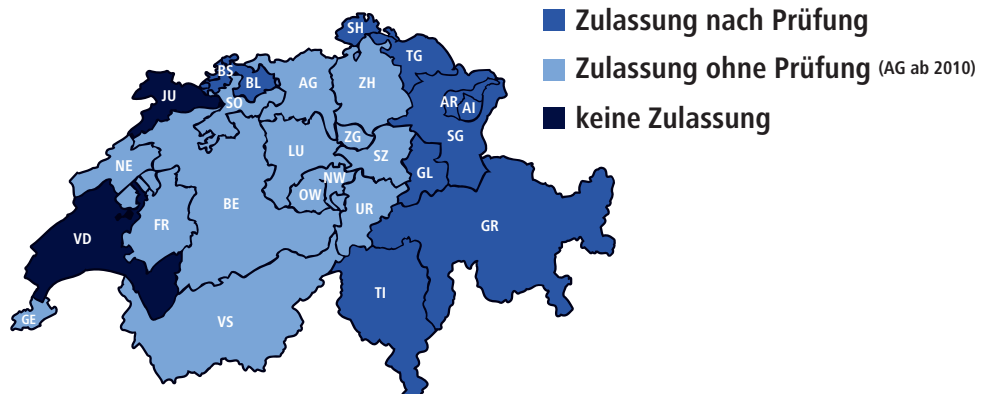 Zulassung nach Prüfung
Zulassung ohne Prüfung (AG ab 2010)
keine Zulassung
SH
TG
BS
BL
AG
ZH
JU
SO
AR
AI
ZG
SG
LU
SZ
NE
GL
NW
OW
BE
UR
FR
GR
VD
TI
GE
VS